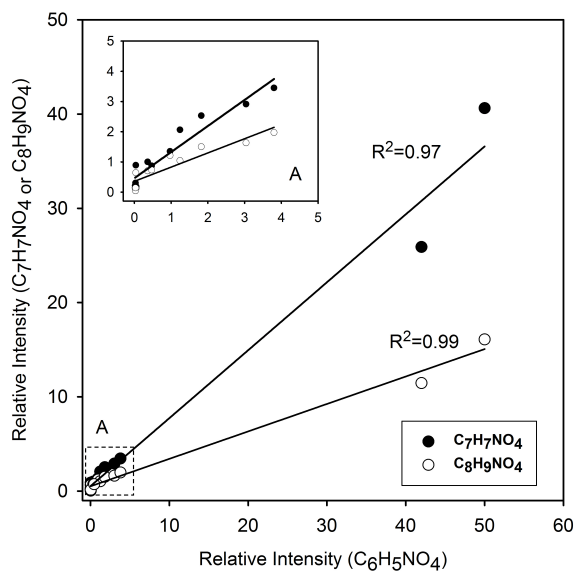 Relative Intensity (C7H7NO4 or C8H9NO4)
50
40
30
20
10
0
5
4
3
2
1
0
0 1 2 3 4 5
A
R2=0.97
R2=0.99
A
C7H7NO4
C8H9NO4
0 10 20 30 40 50 60
Relative Intensity (C6H5NO4)